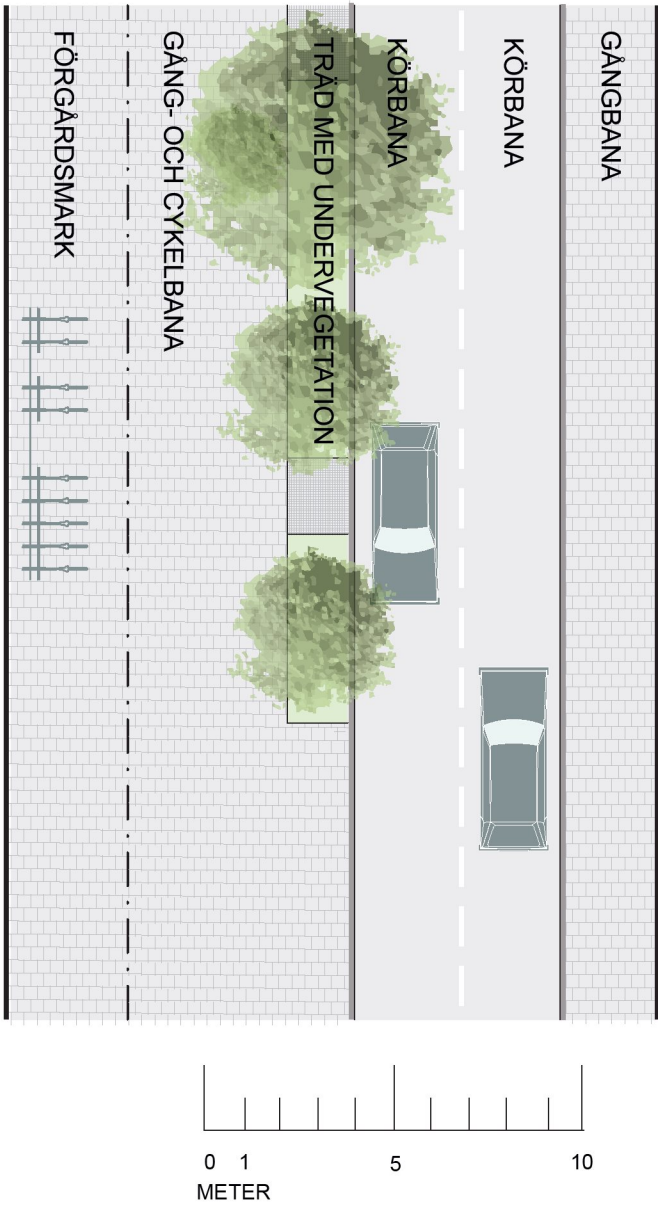 FÖRGÅRDSMARK
GÅNG- OCH CYKELBANA
TRÄD MED UNDERVEGETATION
KÖRBANA
KÖRBANA
GÅNGBANA
0 1 5 10
METER